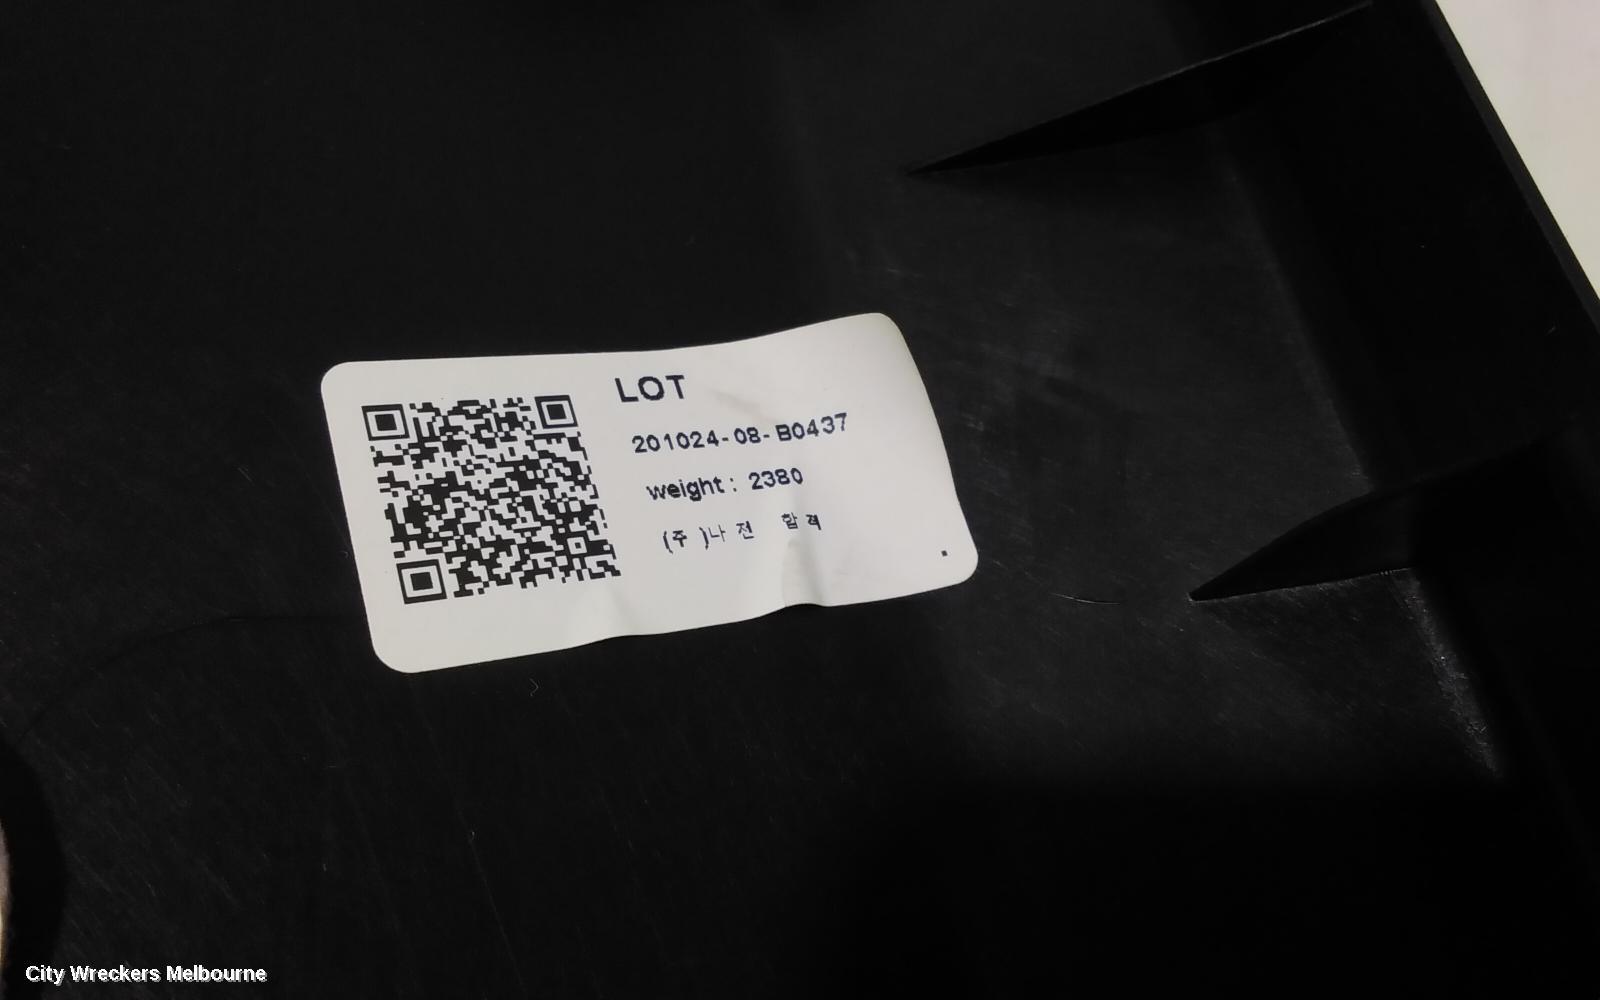 LOT
201024-08-B0437
weight : 2380
(주)나전 합격
City Wreckers Melbourne